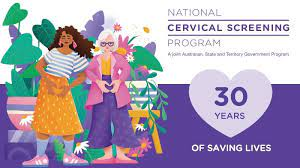 NATIONAL
CERVICAL SCREENING
PROGRAM
A joint Australian, State and Territory Government Program
30
YEARS
OF SAVING LIVES